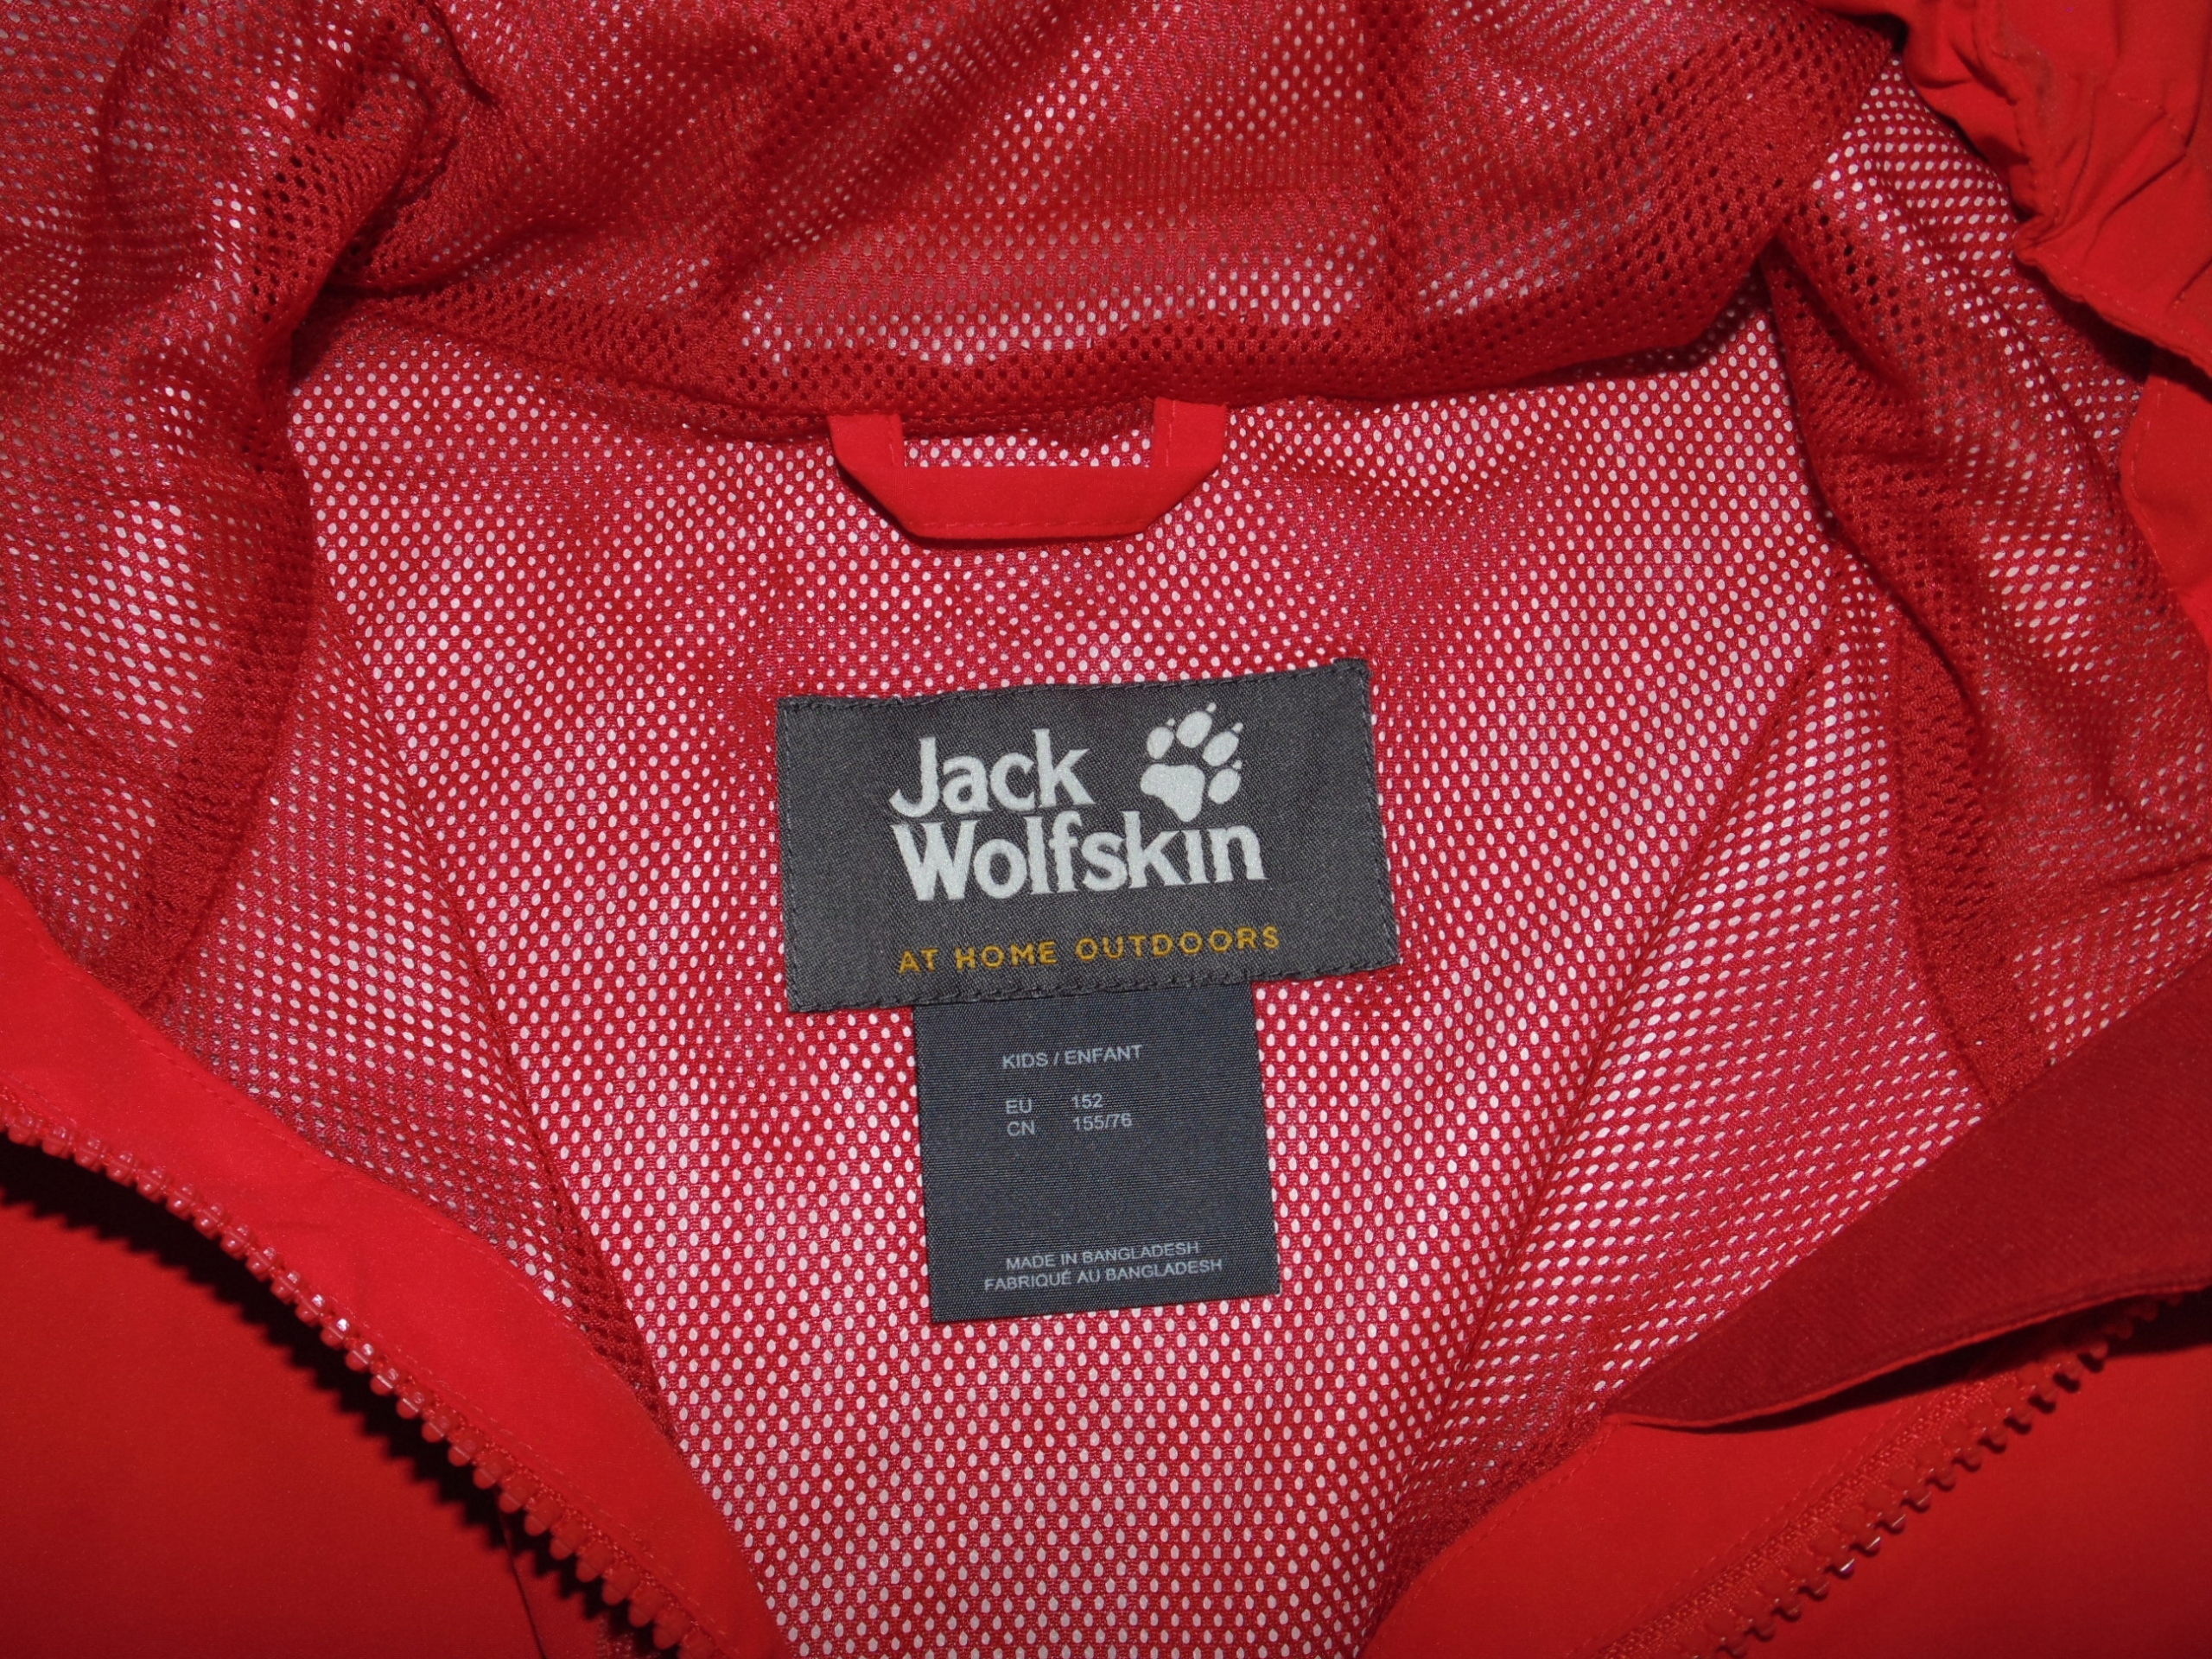 Jack
Wolfskin
AT HOME OUTDOORS
KIDS / ENFANT
EU 152
CN 155/76
MADE IN BANGLADESH
FABRIQUÉ AU BANGLADESH